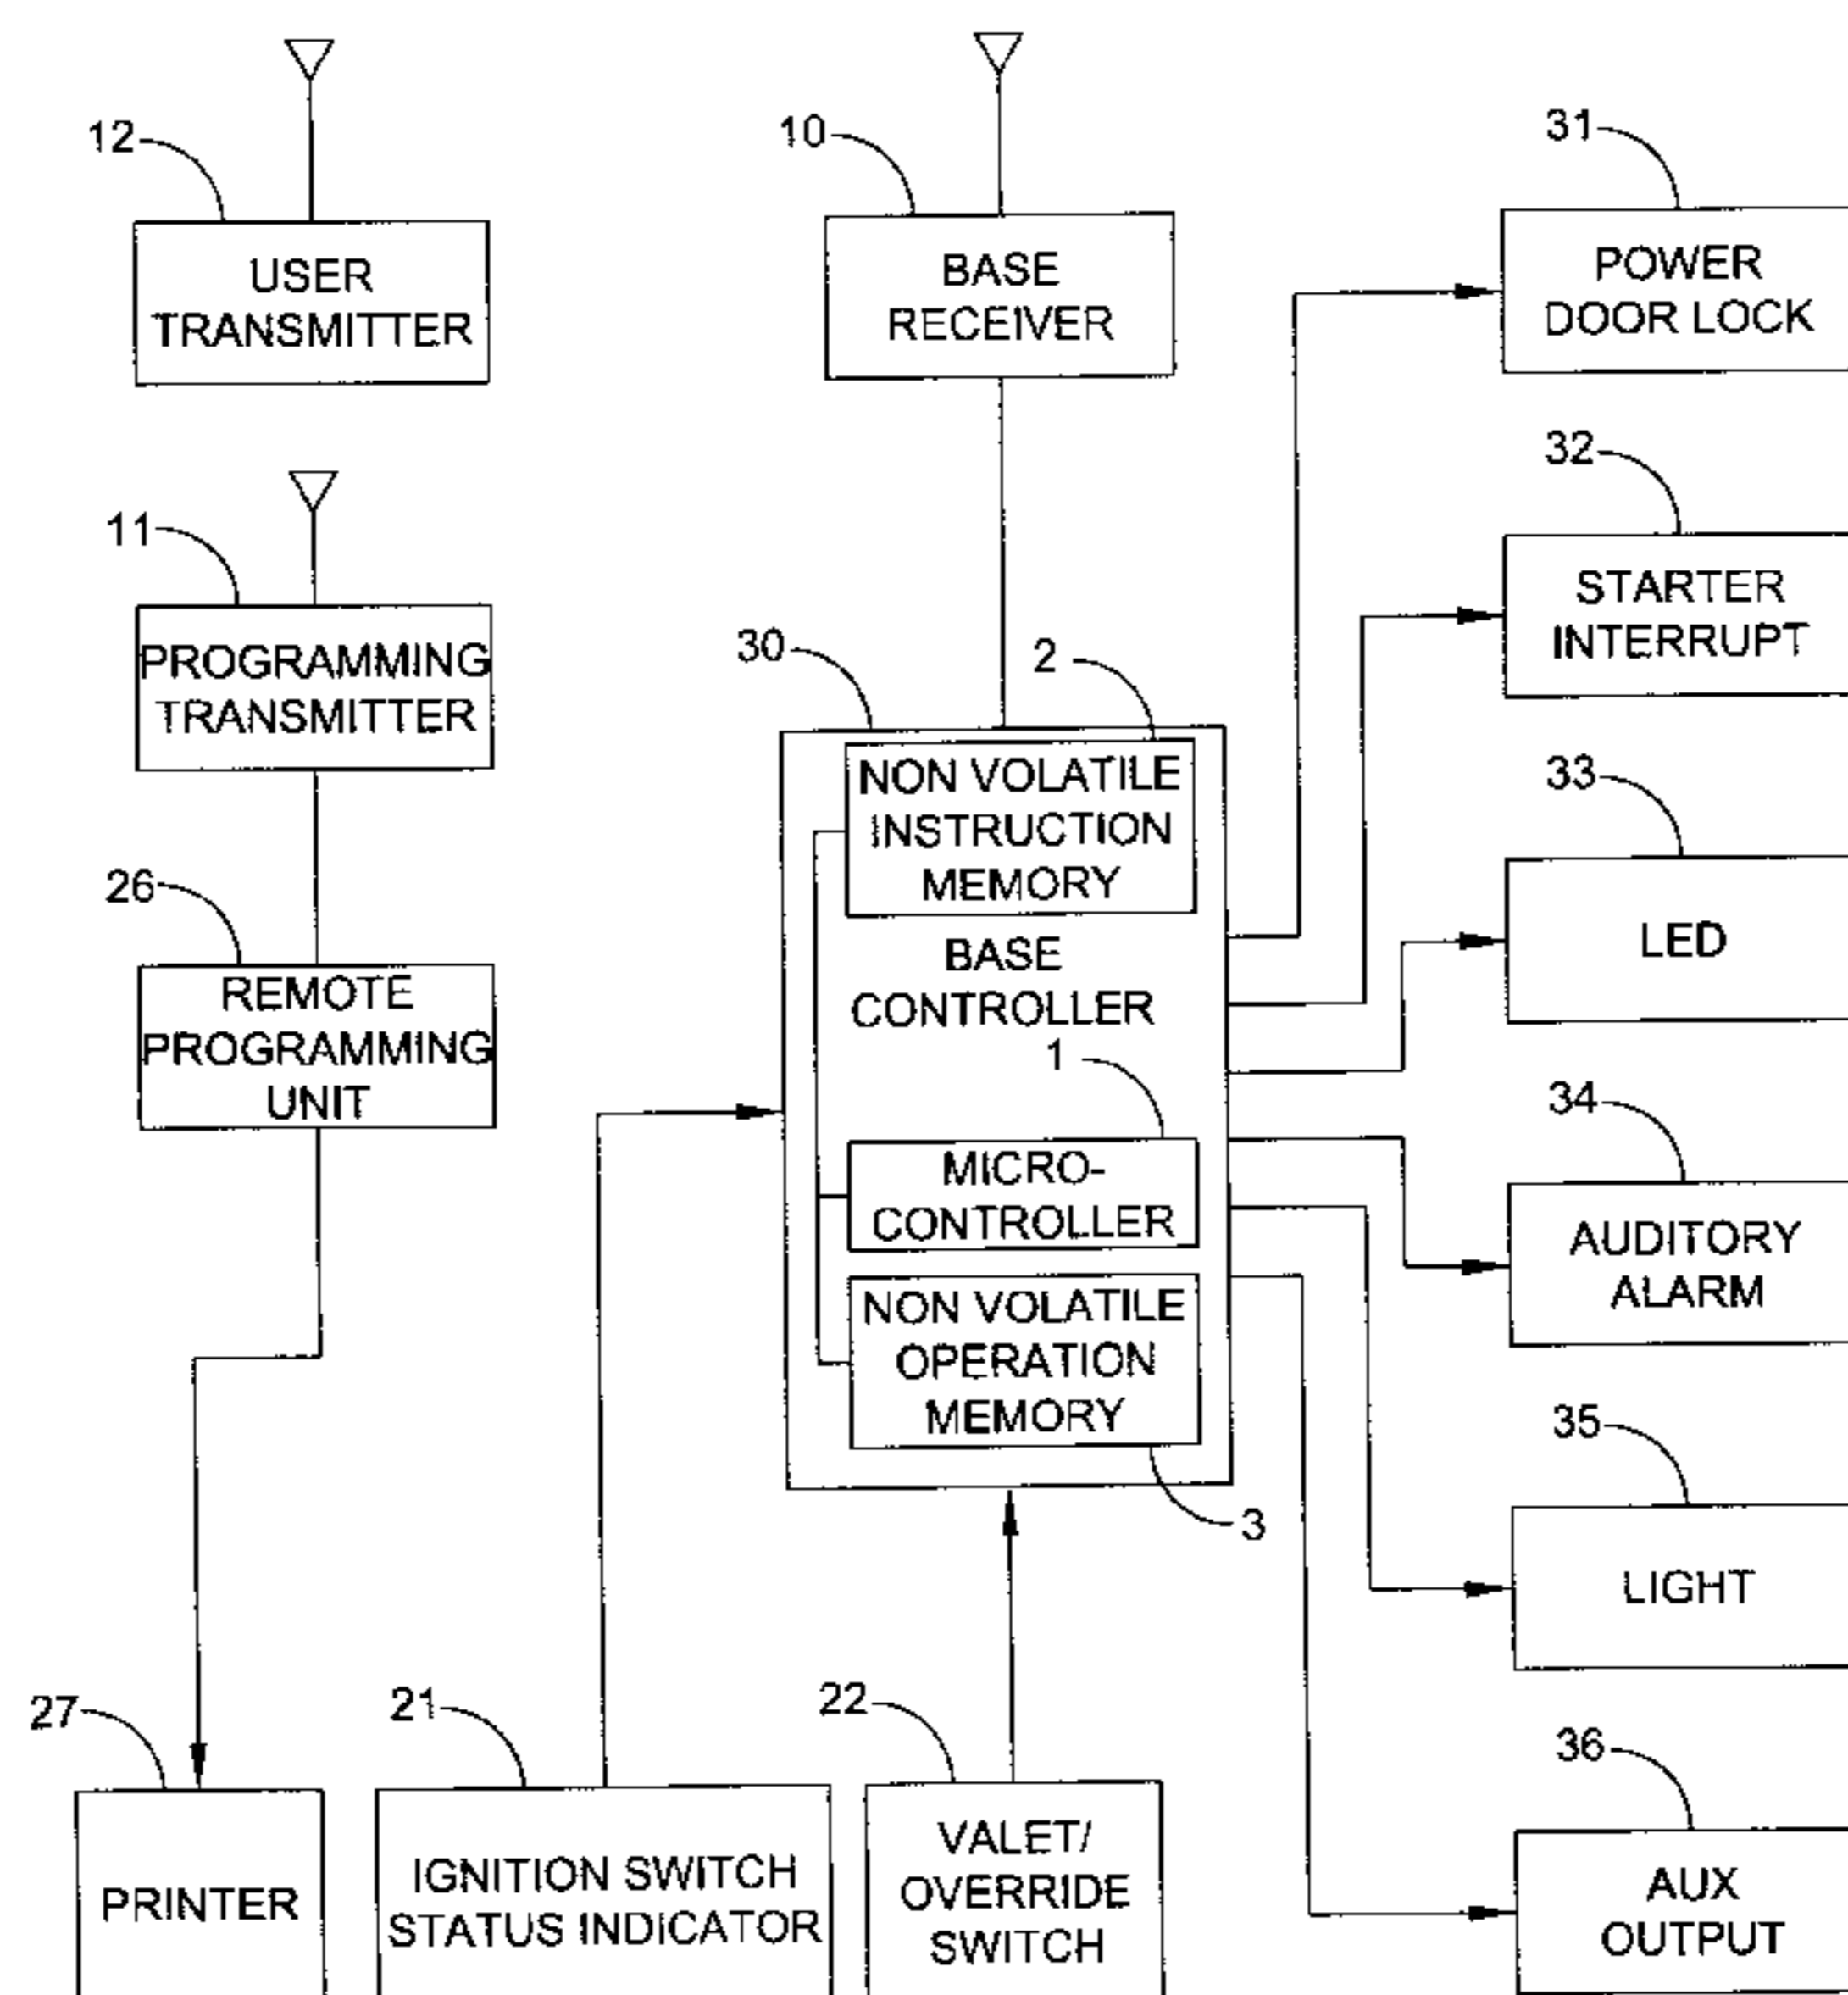 12
USER
TRANSMITTER
11
PROGRAMMING
TRANSMITTER
26
REMOTE
PROGRAMMING
UNIT
27
PRINTER
10
BASE
RECEIVER
30
2
NON VOLATILE
INSTRUCTION
MEMORY
BASE
CONTROLLER
1
MICRO-
CONTROLLER
NON VOLATILE
OPERATION
MEMORY
3
21
IGNITION SWITCH
STATUS INDICATOR
22
VALET/
OVERRIDE
SWITCH
31
POWER
DOOR LOCK
32
STARTER
INTERRUPT
33
LED
34
AUDITORY
ALARM
35
LIGHT
36
AUX
OUTPUT